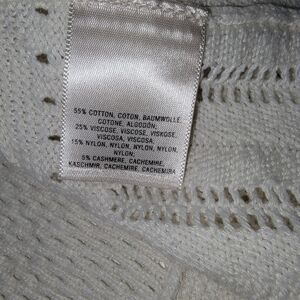 55% COTTON, COTON, BAUMWOLLE,
COTONE, ALGODÓN;
25% VISCOSE, VISCOSE, VISKOSE,
VISCOSA, VISCOSA;
15% NYLON, NYLON, NYLON, NYLON,
NYLON;
5% CASHMERE, CACHEMIRE,
KASCHMIR, CACHEMIRE, CACHEMIRA